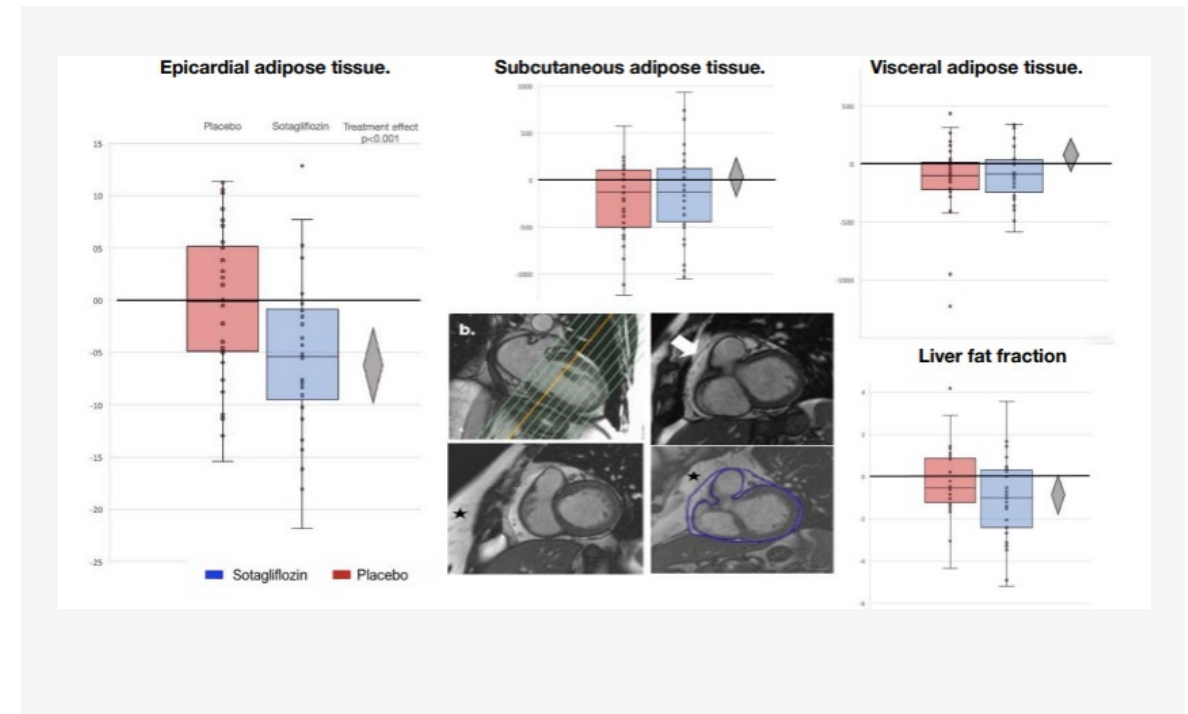 Epicardial adipose tissue.
Placebo
Sotagliflozin
Treatment effect
p<0.001
15
10
05
00
-05
-10
-15
-20
-25
Sotagliflozin
Placebo
Subcutaneous adipose tissue.
1000
500
0
-500
-1000
b.
Visceral adipose tissue.
500
0
-500
-1000
Liver fat fraction
4
2
0
-2
-4
-6